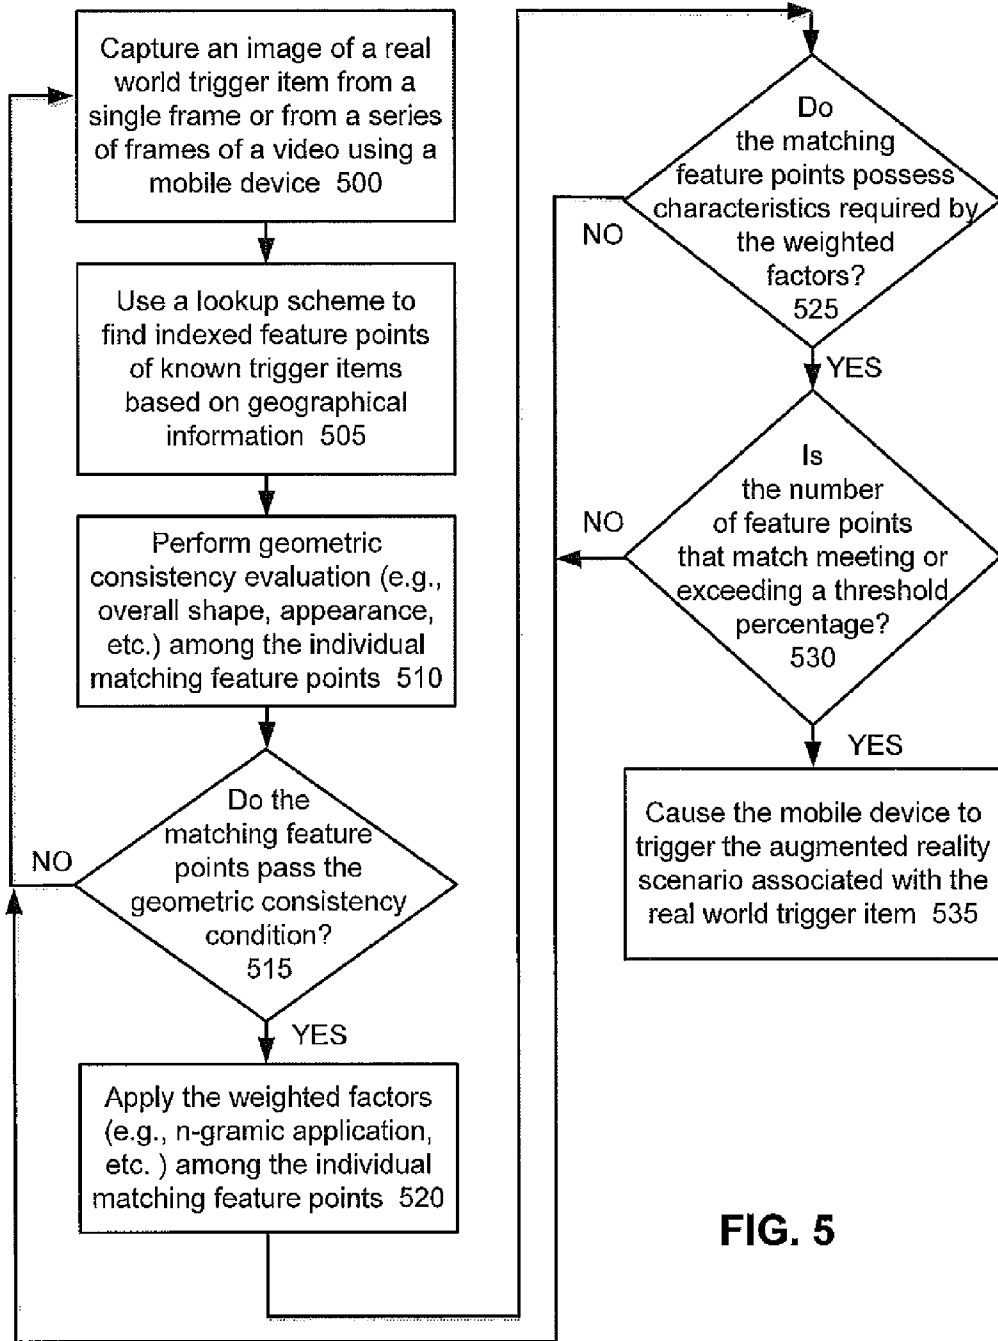 Capture an image of a real
world trigger item from a
single frame or from a series
of frames of a video using a
mobile device 500
Use a lookup scheme to
find indexed feature points
of known trigger items
based on geographical
information 505
Perform geometric
consistency evaluation (e.g.,
overall shape, appearance,
etc.) among the individual
matching feature points 510
Do the
matching feature
points pass the
geometric consistency
condition?
515
NO
YES
Apply the weighted factors
(e.g., n-gramic application,
etc. ) among the individual
matching feature points 520
Do
the matching
feature points possess
characteristics required by
the weighted
factors?
525
NO
YES
Is
the number
of feature points
that match meeting or
exceeding a threshold
percentage?
530
NO
YES
Cause the mobile device to
trigger the augmented reality
scenario associated with the
real world trigger item 535
FIG. 5